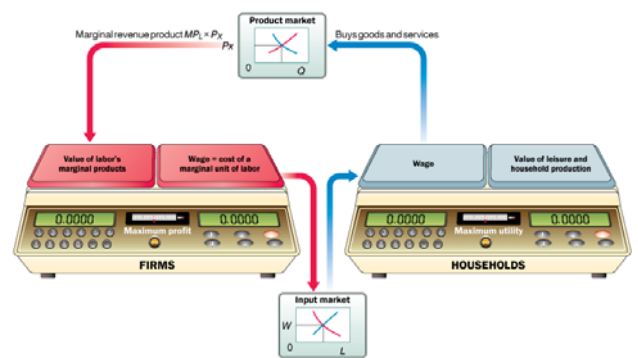 Product market
Marginal revenue product MPL × PX
PX
Buys goods and services
0
Q
Value of labor's
marginal products
Wage = cost of a
marginal unit of labor
Wage
Value of leisure and
household production
0.0000
0.0000
0.0000
0.0000
Maximum profit
Maximum utility
FIRMS
HOUSEHOLDS
Input market
W
0
L